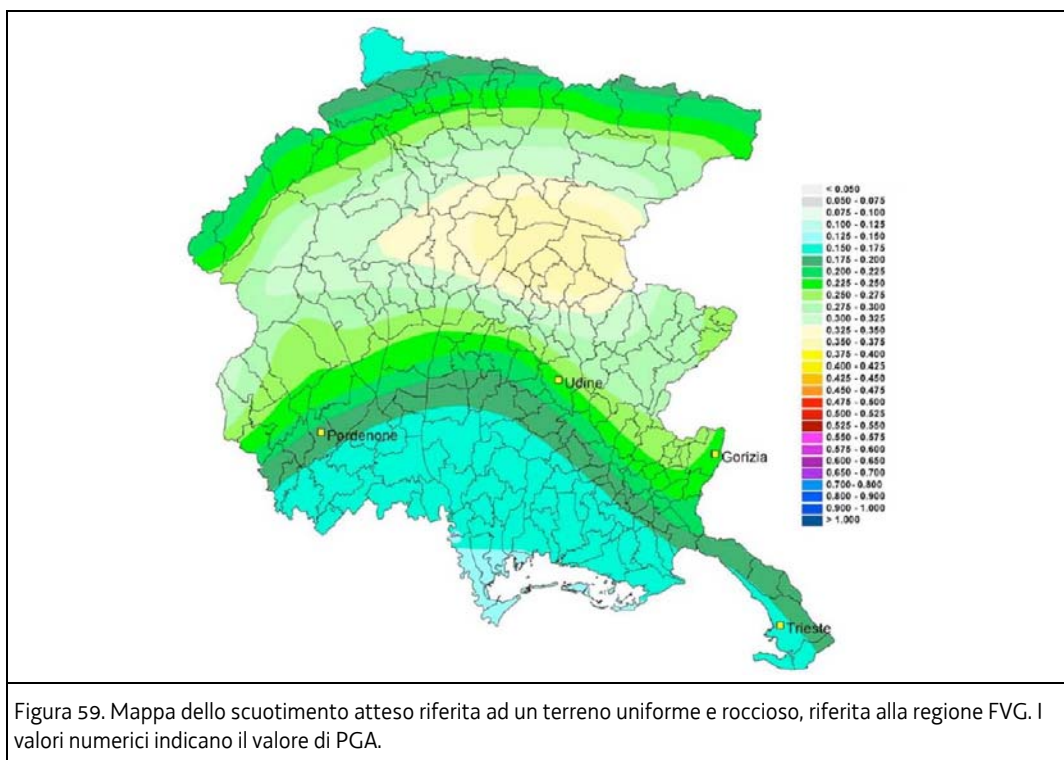 < 0.050
0.050 - 0.075
0.075 - 0.100
0.100 - 0.125
0.125 - 0.150
0.150 - 0.175
0.175 - 0.200
0.200 - 0.225
0.225 - 0.250
0.250 - 0.275
0.275 - 0.300
0.300 - 0.325
0.325 - 0.350
0.350 - 0.375
0.375 - 0.400
0.400 - 0.425
0.425 - 0.450
0.450 - 0.475
0.475 - 0.500
0.500 - 0.525
0.525 - 0.550
0.550 - 0.575
0.575 - 0.600
0.600 - 0.650
0.650 - 0.700
0.700 - 0.800
0.800 - 0.900
0.900 - 1.000
> 1.000
Udine
Pordenone
Gorizia
Trieste
Figura 59. Mappa dello scuotimento atteso riferita ad un terreno uniforme e roccioso, riferita alla regione FVG. I
valori numerici indicano il valore di PGA.